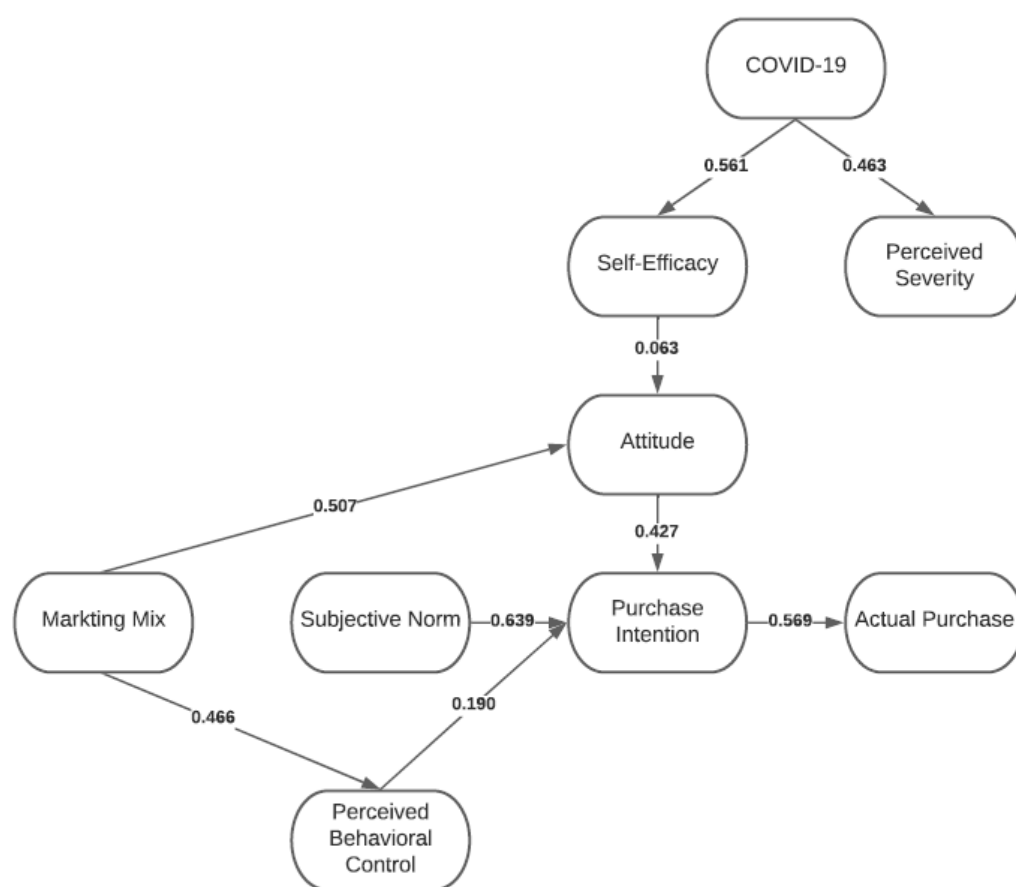 COVID-19
0.561
0.463
Self-Efficacy
Perceived
Severity
0.063
Attitude
0.507
0.427
Markting Mix
Subjective Norm
0.639
Purchase
Intention
0.569
Actual Purchase
0.466
0.190
Perceived
Behavioral
Control